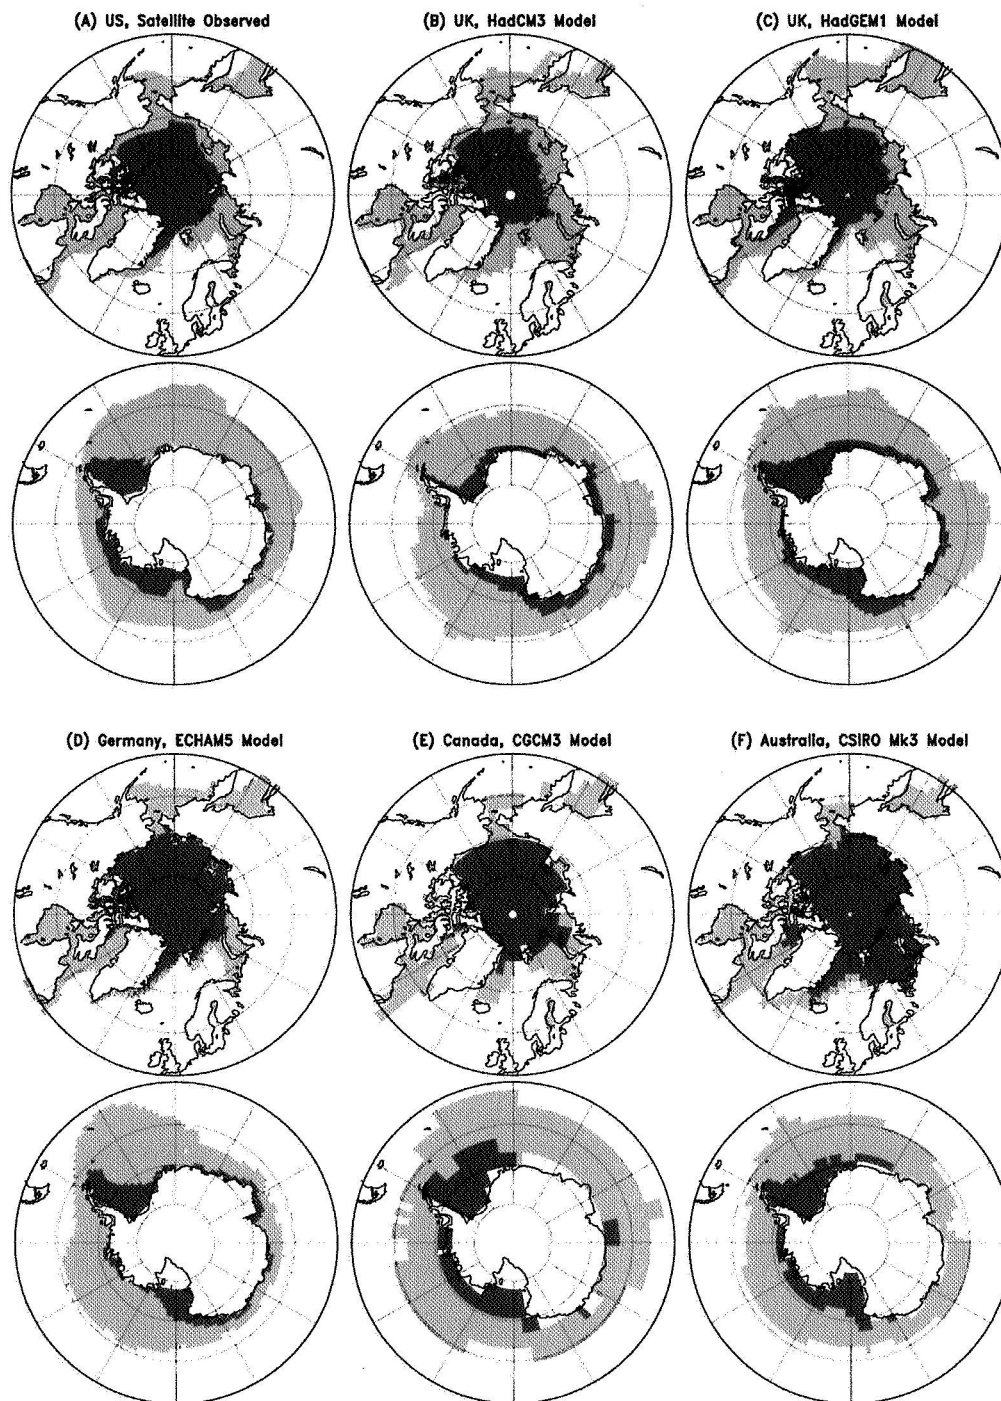 (A) US, Satellite Observed
(B) UK, HadCM3 Model
(C) UK, HadGEM1 Model
(D) Germany, ECHAM5 Model
(E) Canada, CGCM3 Model
(F) Australia, CSIRO Mk3 Model